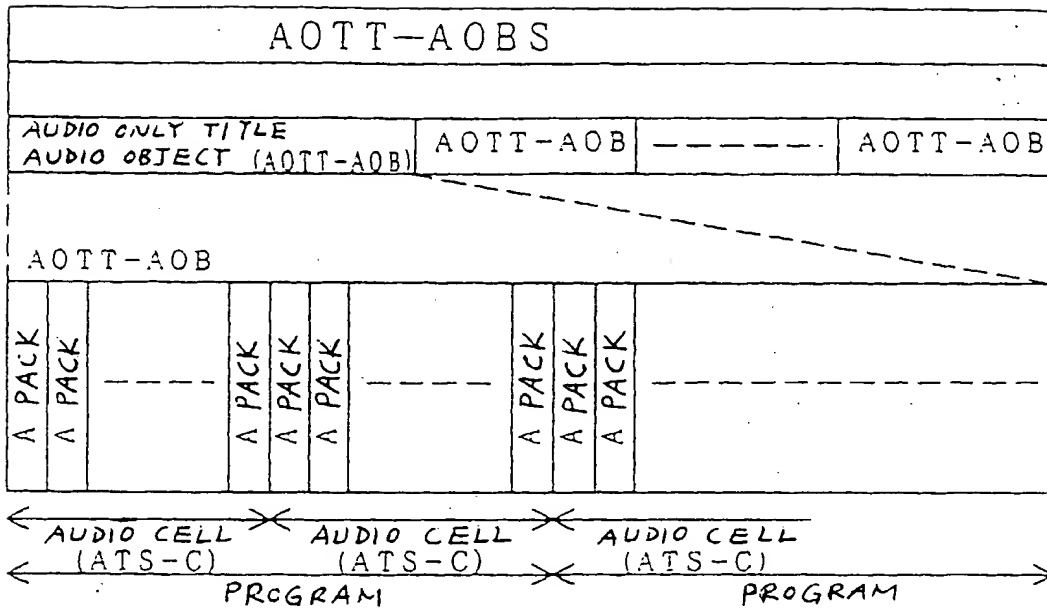 AOTT-AOBS
AUDIO ONLY TITLE
AUDIO OBJECT (AOTT-AOB)
AOTT-AOB
AOTT-AOB
AOTT-AOB
A PACK
A PACK
A PACK
A PACK
A PACK
A PACK
A PACK
A PACK
AUDIO CELL
(ATS-C)
AUDIO CELL
(ATS-C)
AUDIO CELL
(ATS-C)
PROGRAM
PROGRAM